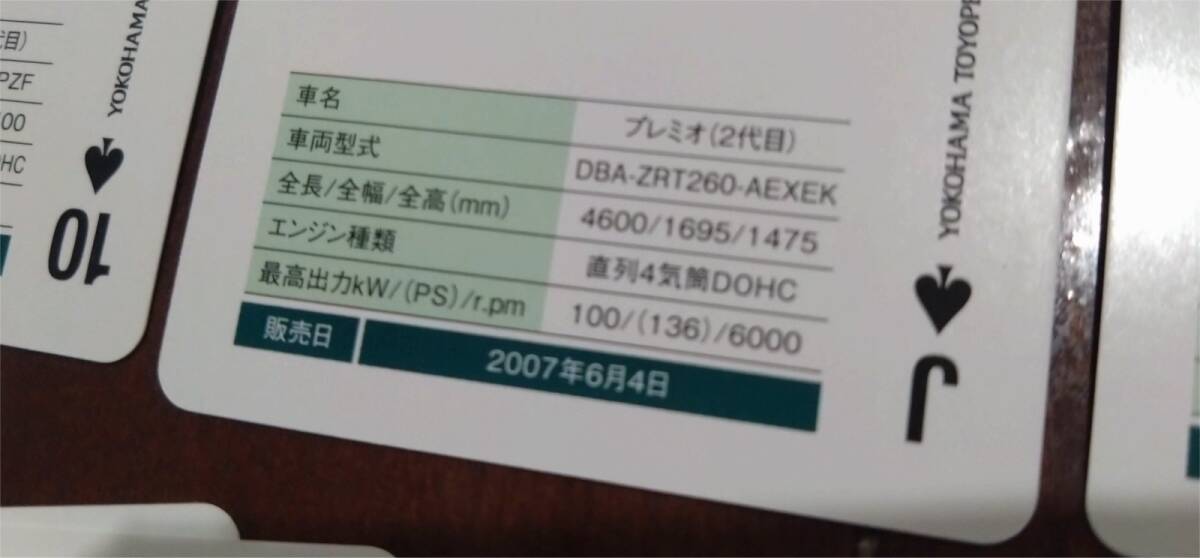 代目)
PZF
00
HC
YOKOHAMA
10
車名 プレミオ(2代目)
車両型式 DBA-ZRT260-AEXEK
全長/全幅/全高(mm) 4600/1695/1475
エンジン種類 直列4気筒DOHC
最高出力kW/(PS)/r.pm 100/(136)/6000
販売日 2007年6月4日
YOKOHAMA TOYOPE
J